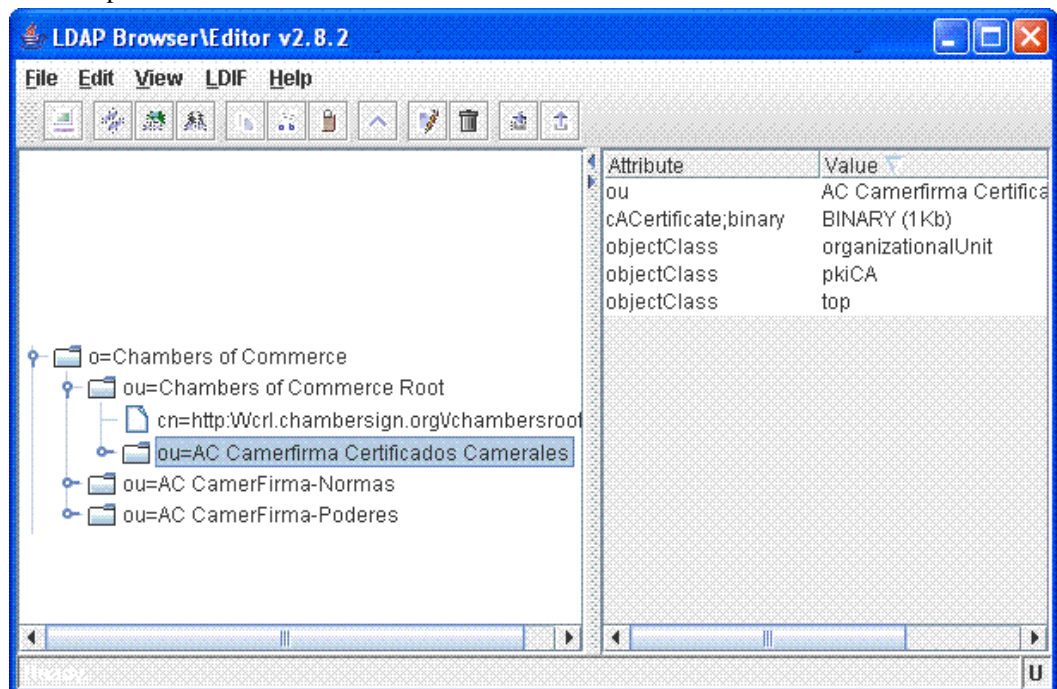 LDAP Browser\Editor v2.8.2
File Edit View LDIF Help
Attribute Value
ou AC Camerfirma Certifica
cACertificate;binary BINARY (1Kb)
objectClass organizationalUnit
objectClass pkiCA
objectClass top
o=Chambers of Commerce
ou=Chambers of Commerce Root
cn=http:\/\/crl.chambersign.org\/chambersroot
ou=AC Camerfirma Certificados Camerales
ou=AC CamerFirma-Normas
ou=AC CamerFirma-Poderes
Ready.
U